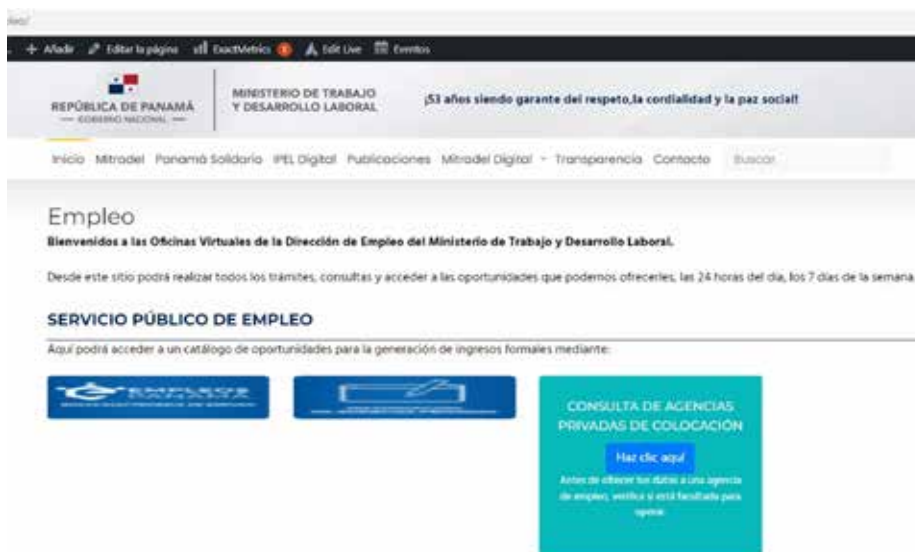 Añadir Editar la página ExactMetrics Edit Live Eventos
REPÚBLICA DE PANAMÁ
— GOBIERNO NACIONAL —
MINISTERIO DE TRABAJO
Y DESARROLLO LABORAL
¡53 años siendo garante del respeto,la cordialidad y la paz social!
Inicio Mitradel Panamá Solidario IPEL Digital Publicaciones Mitradel Digital Transparencia Contacto Buscar
Empleo
Bienvenidos a las Oficinas Virtuales de la Dirección de Empleo del Ministerio de Trabajo y Desarrollo Laboral.
Desde este sitio podrá realizar todos los trámites, consultas y acceder a las oportunidades que podemos ofrecerles, las 24 horas del día, los 7 días de la semana.
SERVICIO PÚBLICO DE EMPLEO
Aquí podrá acceder a un catálogo de oportunidades para la generación de ingresos formales mediante:
EMPLEOS
PANAMÁ
CONSULTA DE AGENCIAS
PRIVADAS DE COLOCACIÓN
Haz clic aquí
Antes de ofrecer tus datos a una agencia
de empleo, verifica si está facultada para
operar.